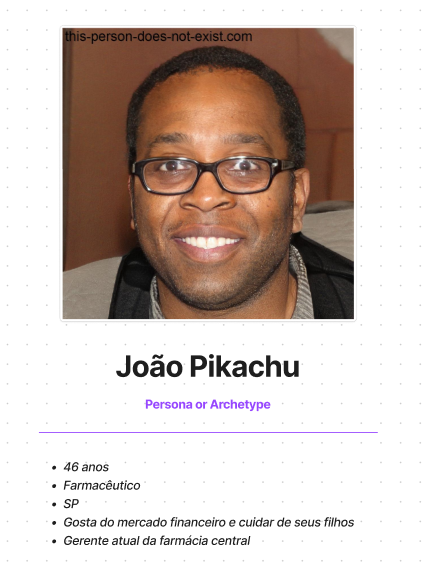 this-person-does-not-exist.com
João Pikachu
Persona or Archetype
• 46 anos
• Farmacêutico
• SP
• Gosta do mercado financeiro e cuidar de seus filhos
• Gerente atual da farmácia central